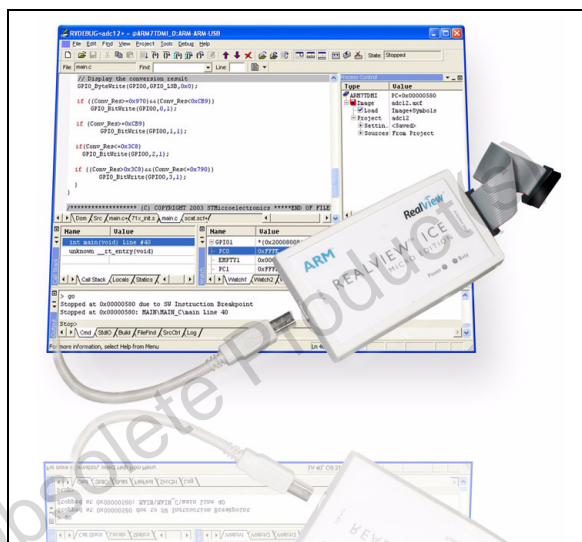 RVDEBUG<adc12> - @ARM7TDMI_0:ARM-ARM-USB
File Edit Find View Project Tools Debug Help
State: Stopped
File: main.c Find: Line:
// Display the conversion result
GPIO_ByteWrite(GPIO0,GPIO_LSB,0x0);
if ((Conv_Res>=0x970)&&(Conv_Res<0xCB9))
GPIO_BitWrite(GPIO0,0,1);
if (Conv_Res>=0xCB9)
GPIO_BitWrite(GPIO0,1,1);
if(Conv_Res<=0x3C8)
GPIO_BitWrite(GPIO0,2,1);
if ((Conv_Res>0x3C8)&&(Conv_Res<0x790))
GPIO_BitWrite(GPIO0,3,1);
}
}
(C) COPYRIGHT 2003 STMicroelectronics *****END OF FILE
Dsm Src main.c 71x_init.s main.c scat.scf
Process Control
Type Value
ARM7TDMI PC=0x00000580
Image adc12.axf
Load Image+Symbols
Project adc12
Settin.. <Saved>
Sources From Project
Name Value
int main(void) line #40
unknown __rt_entry(void)
Call Stack Locals Statics
Name Value
GPIO1
PC0
EMPTY1
PC1
Watch1 Watch2
> go
Stopped at 0x00000580 due to SW Instruction Breakpoint
Stopped at 0x00000580: MAIN\MAIN_C\main Line 40
Stop>
Cmd StdIO Build FileFind SrcCtrl Log
For more information, select Help from Menu
RealView
ARM
REALVIEW ICE
MICRO EDITION
Power
Obsolete Product